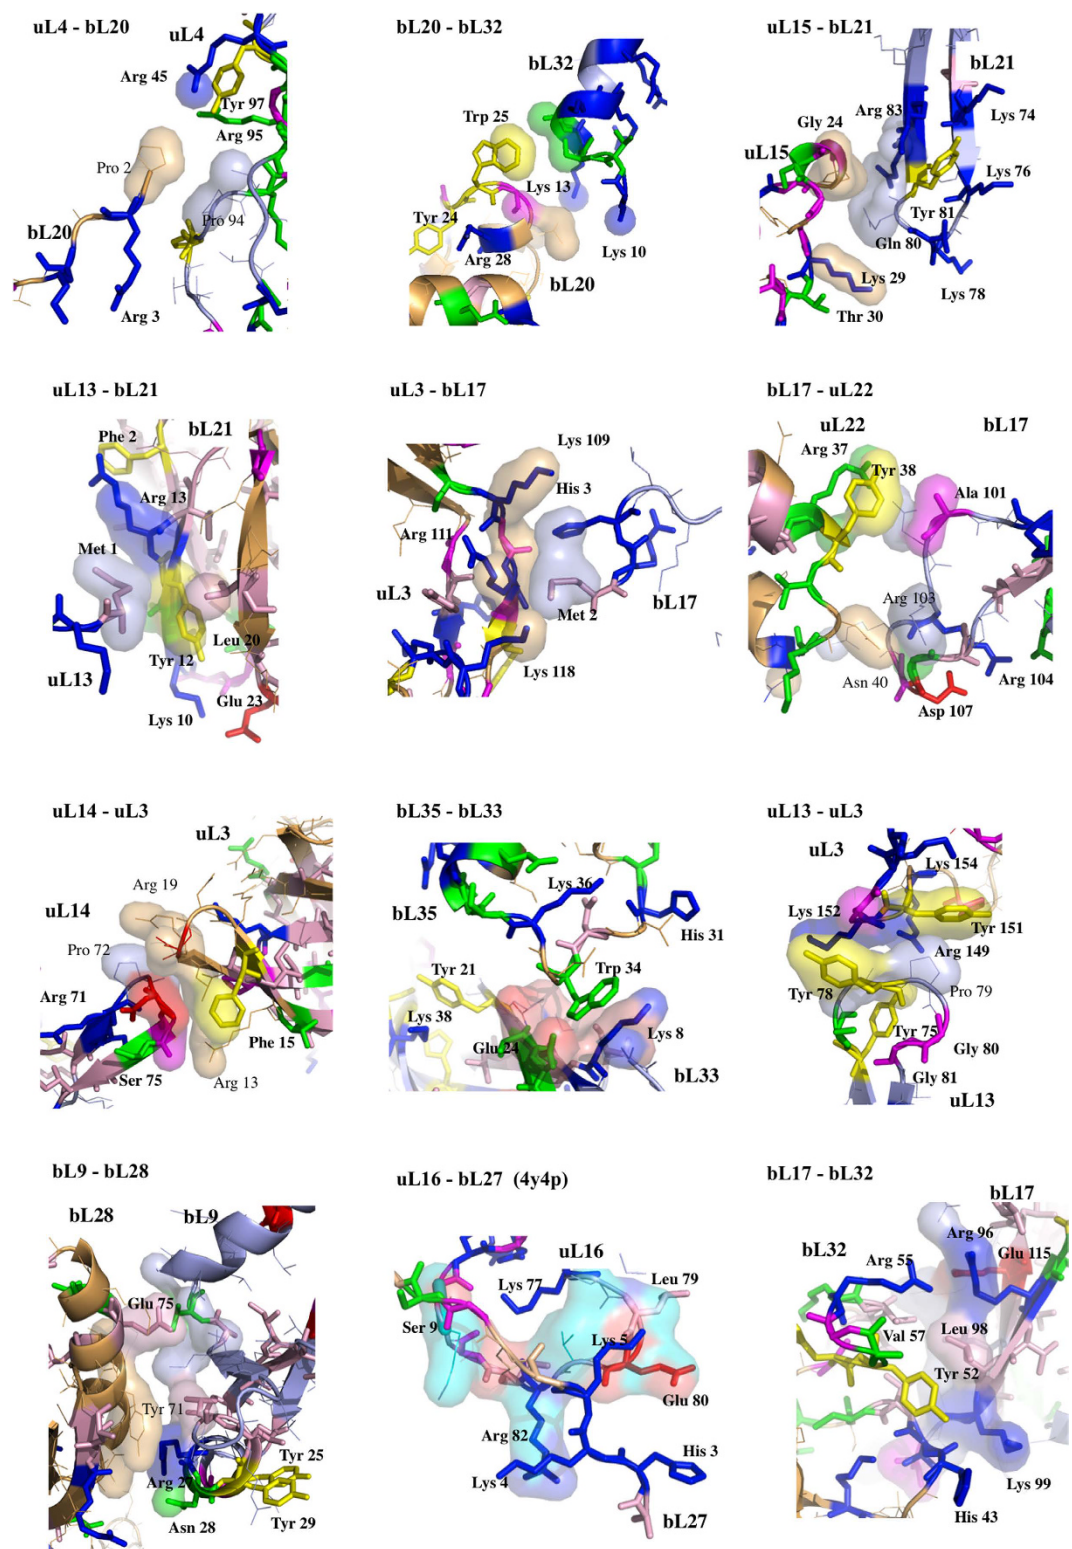 uL4 - bL20
uL4
Arg 45
Tyr 97
Arg 95
Pro 2
Pro 94
bL20
Arg 3
bL20 - bL32
bL32
Trp 25
Lys 13
Tyr 24
Lys 10
Arg 28
bL20
uL15 - bL21
bL21
Arg 83
Lys 74
Gly 24
uL15
Lys 76
Tyr 81
Gln 80
Lys 29
Lys 78
Thr 30
uL13 - bL21
Phe 2
bL21
Arg 13
Met 1
Leu 20
Tyr 12
uL13
Glu 23
Lys 10
uL3 - bL17
Lys 109
His 3
Arg 111
uL3
Met 2
bL17
Lys 118
bL17 - uL22
uL22
bL17
Arg 37
Tyr 38
Ala 101
Arg 103
Asn 40
Arg 104
Asp 107
uL14 - uL3
uL3
Arg 19
uL14
Pro 72
Arg 71
Phe 15
Ser 75
Arg 13
bL35 - bL33
Lys 36
bL35
His 31
Tyr 21
Trp 34
Lys 38
Lys 8
Glu 24
bL33
uL13 - uL3
uL3
Lys 154
Lys 152
Tyr 151
Arg 149
Tyr 78
Pro 79
Tyr 75
Gly 80
Gly 81
uL13
bL9 - bL28
bL28
bL9
Glu 75
Tyr 71
Arg 27
Tyr 25
Asn 28
Tyr 29
uL16 - bL27 (4y4p)
uL16
Lys 77
Leu 79
Ser 9
Lys 5
Glu 80
Arg 82
Lys 4
His 3
bL27
bL17 - bL32
bL17
Arg 96
bL32
Glu 115
Arg 55
Leu 98
Val 57
Tyr 52
Lys 99
His 43